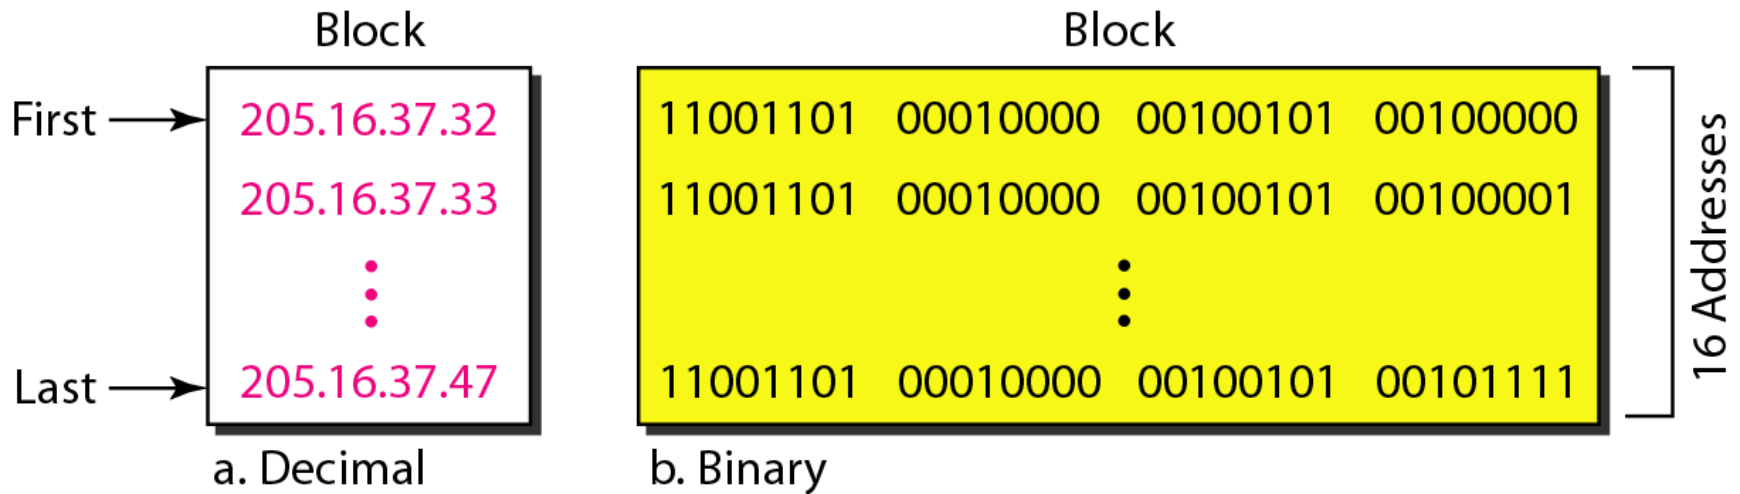 Block
Block
First
205.16.37.32
11001101 00010000 00100101 00100000
205.16.37.33
11001101 00010000 00100101 00100001
Last
205.16.37.47
11001101 00010000 00100101 00101111
16 Addresses
a. Decimal
b. Binary